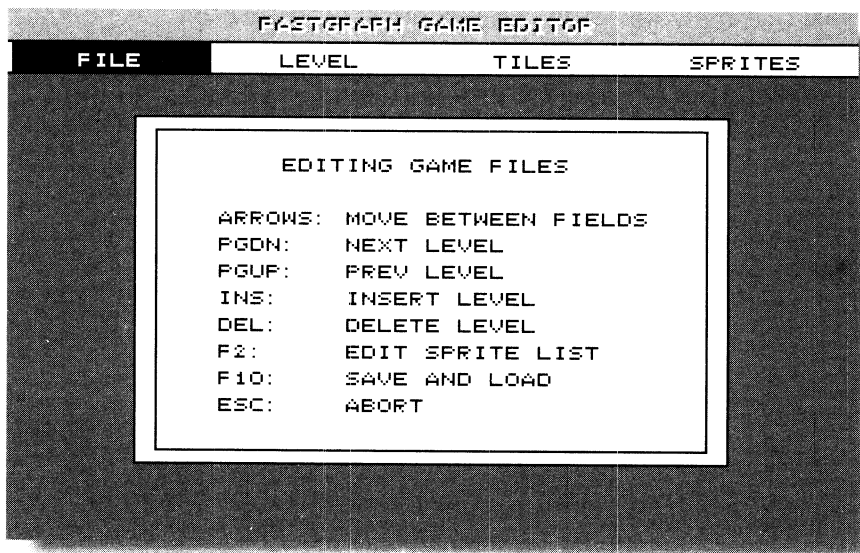 FASTGRAPH GAME EDITOR
FILE LEVEL TILES SPRITES
EDITING GAME FILES
ARROWS: MOVE BETWEEN FIELDS
PGDN: NEXT LEVEL
PGUP: PREV LEVEL
INS: INSERT LEVEL
DEL: DELETE LEVEL
F2: EDIT SPRITE LIST
F10: SAVE AND LOAD
ESC: ABORT